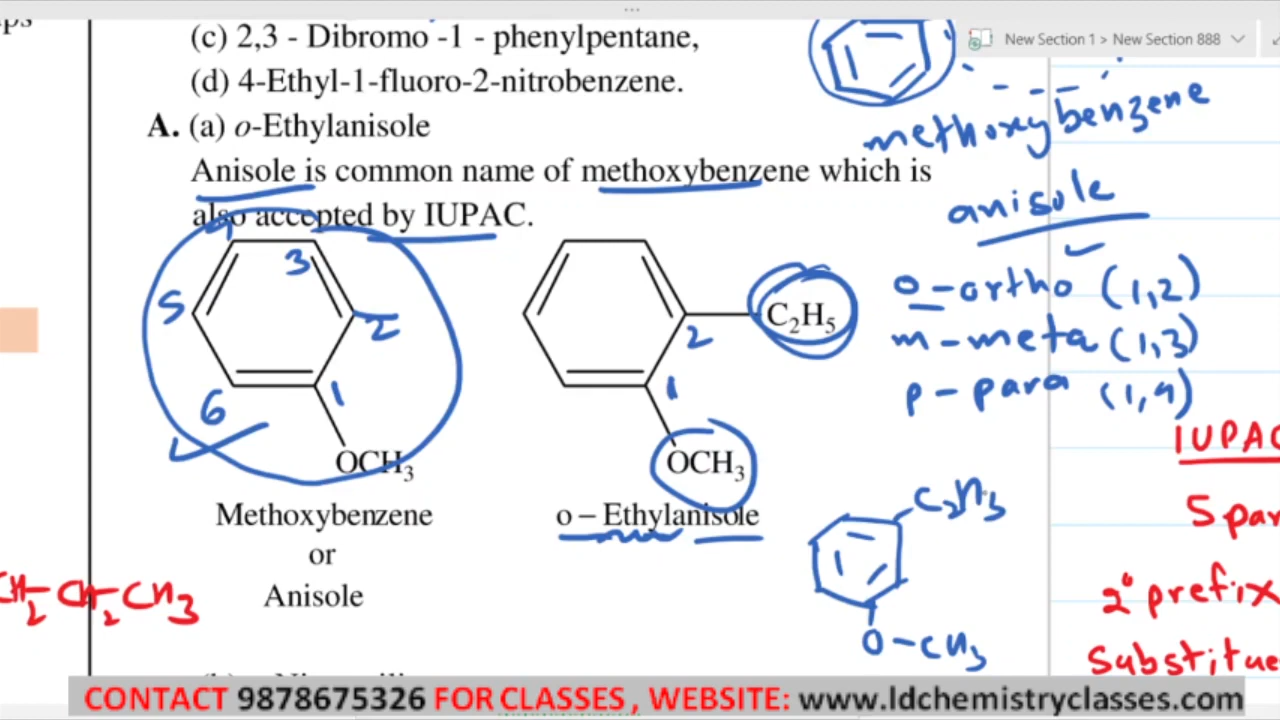 (c) 2,3 - Dibromo -1 - phenylpentane,
(d) 4-Ethyl-1-fluoro-2-nitrobenzene.
A. (a) o-Ethylanisole
Anisole is common name of methoxybenzene which is
also accepted by IUPAC.
New Section 1 > New Section 888
methoxybenzene
anisole
o-ortho (1,2)
m-meta (1,3)
p-para (1,4)
3
5
2
6
1
OCH3
Methoxybenzene
or
Anisole
C2H5
2
1
OCH3
o – Ethylanisole
O-CH3
IUPAC
5 par
2° prefix
substitue
CH2-CH2-CH3
CONTACT 9878675326 FOR CLASSES , WEBSITE: www.ldchemistryclasses.com